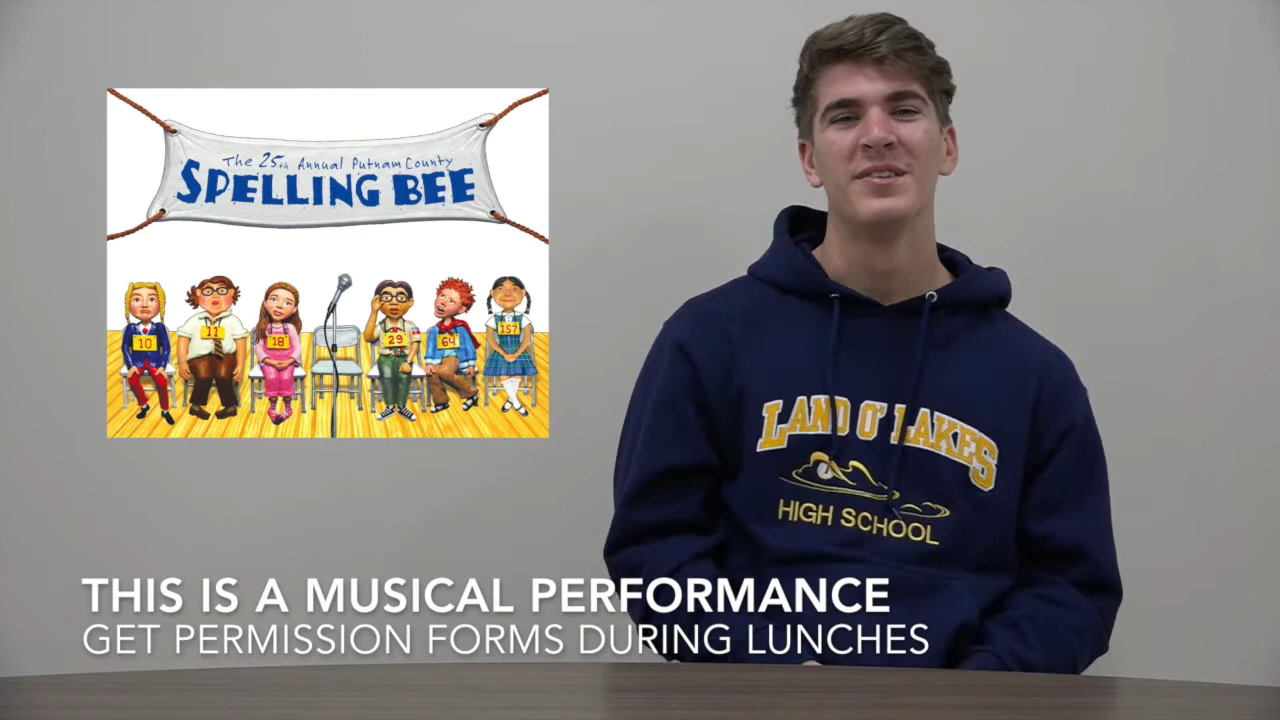 The 25th Annual Putnam County
SPELLING BEE
10
11
18
29
64
157
LAND O' LAKES
HIGH SCHOOL
THIS IS A MUSICAL PERFORMANCE
GET PERMISSION FORMS DURING LUNCHES